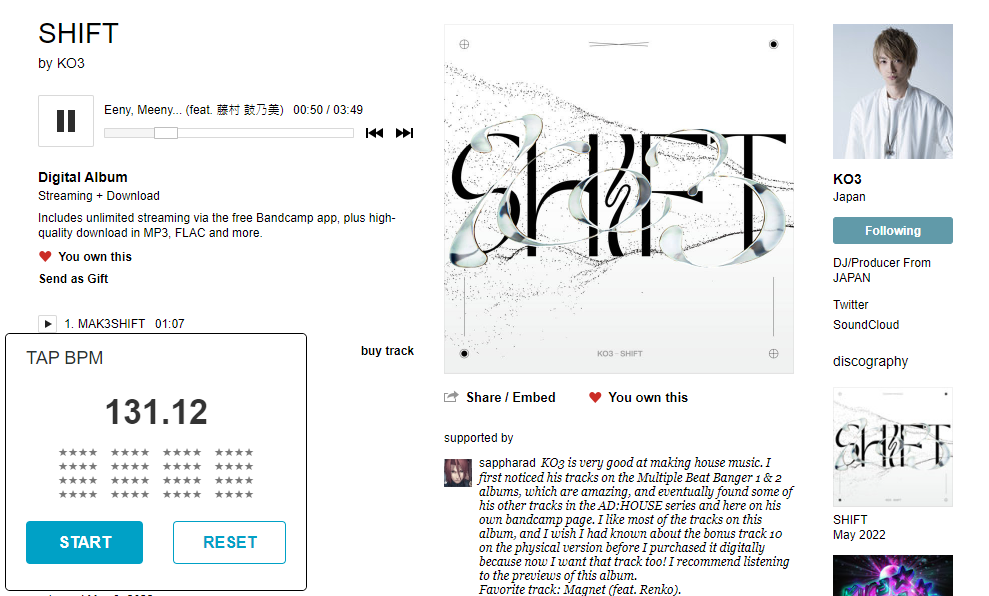 SHIFT
by KO3
Eeny, Meeny... (feat. 藤村 鼓乃美) 00:50 / 03:49
Digital Album
Streaming + Download
Includes unlimited streaming via the free Bandcamp app, plus high-
quality download in MP3, FLAC and more.
You own this
Send as Gift
1. MAK3SHIFT 01:07
buy track
TAP BPM
131.12
START
RESET
SHIFT
KO3 - SHIFT
Share / Embed
You own this
supported by
sappharad KO3 is very good at making house music. I
first noticed his tracks on the Multiple Beat Banger 1 & 2
albums, which are amazing, and eventually found some of
his other tracks in the AD:HOUSE series and here on his
own bandcamp page. I like most of the tracks on this
album, and I wish I had known about the bonus track 10
on the physical version before I purchased it digitally
because now I want that track too! I recommend listening
to the previews of this album.
Favorite track: Magnet (feat. Renko).
KO3
Japan
Following
DJ/Producer From
JAPAN
Twitter
SoundCloud
discography
SHIFT
SHIFT
May 2022